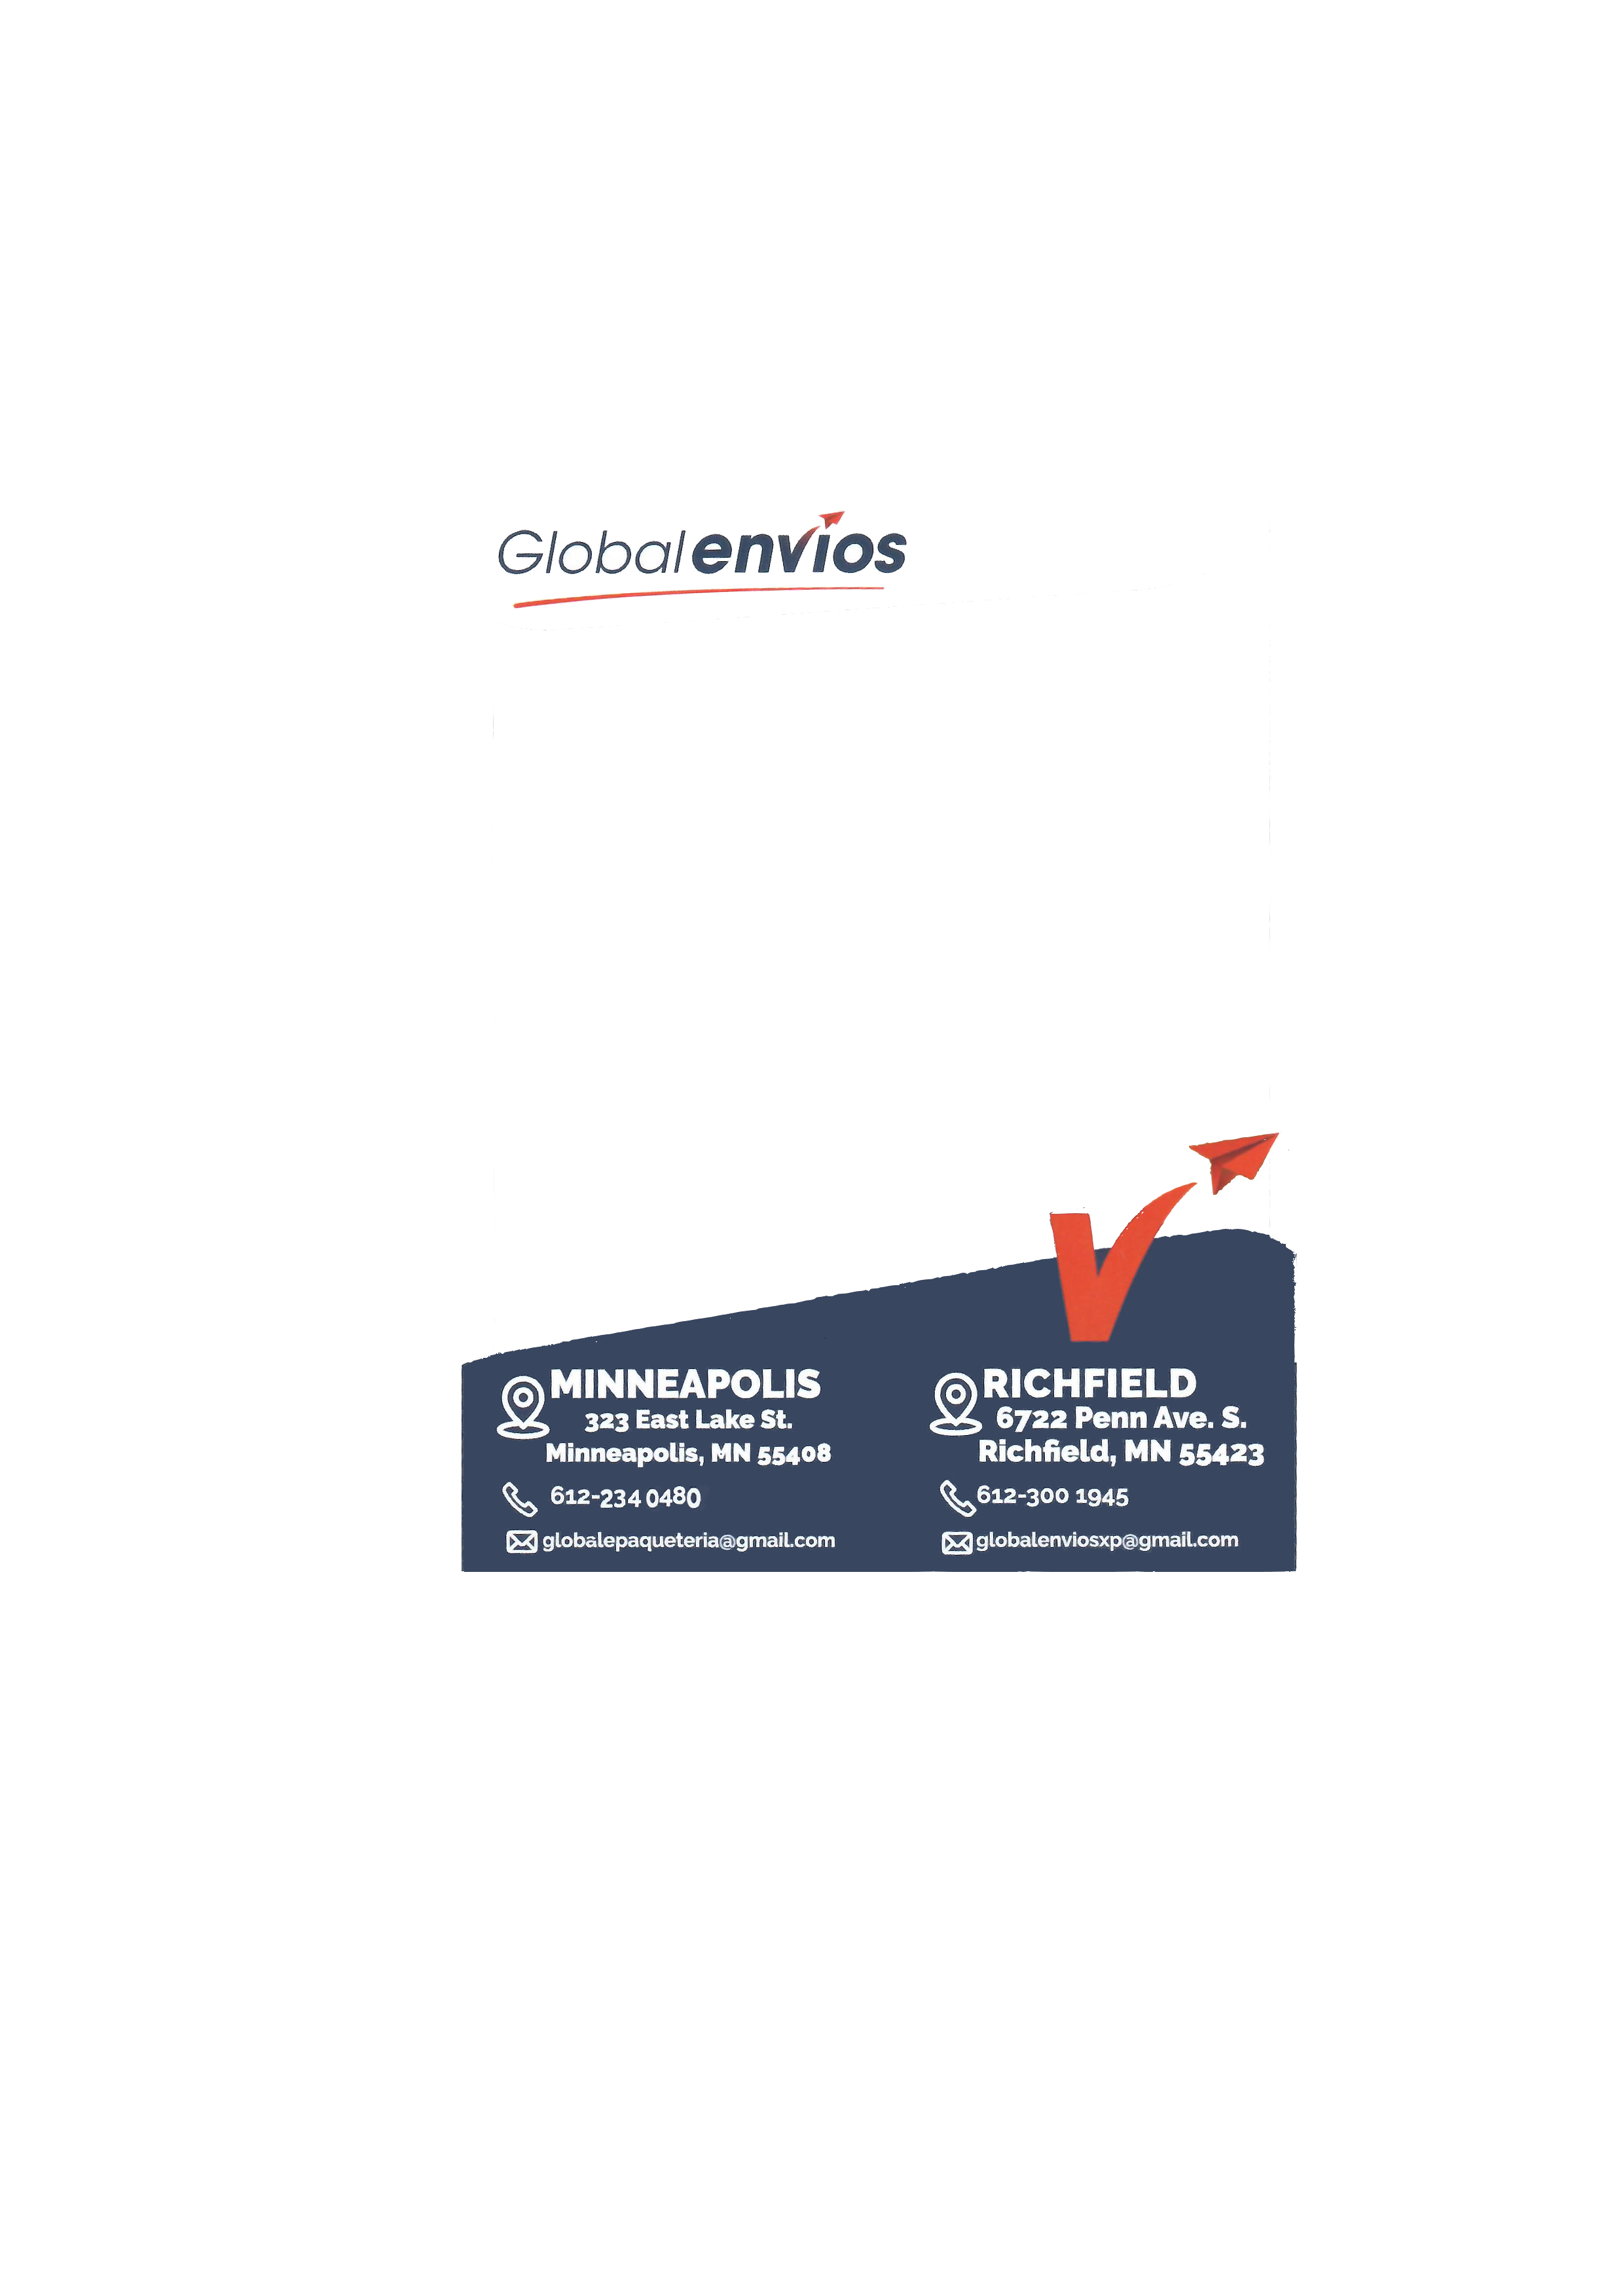 Globalenvíos
MINNEAPOLIS
323 East Lake St.
Minneapolis, MN 55408
612-234 0480
globalepaqueteria@gmail.com
RICHFIELD
6722 Penn Ave. S.
Richfield, MN 55423
612-300 1945
globalenviosxp@gmail.com